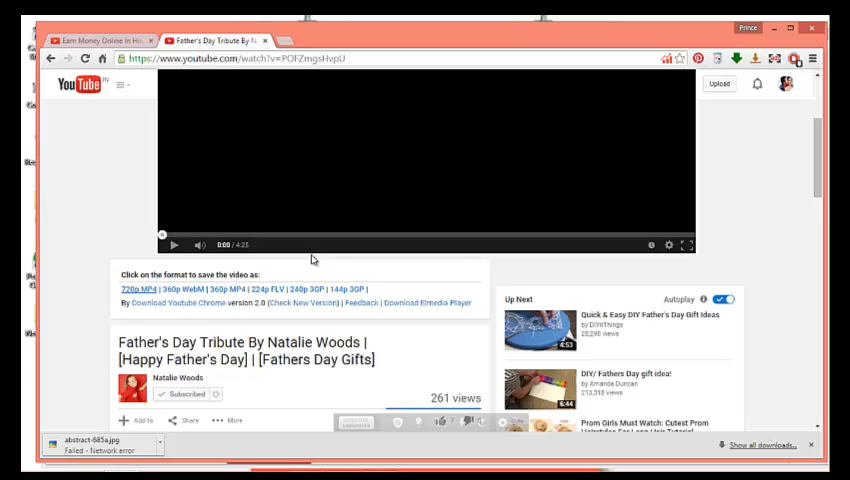 Prince
Earn Money Online in
Father's Day Tribute By N
https://www.youtube.com/watch?v=POFZmgsHvpU
YouTube IN
Upload
0:00 / 4:25
Click on the format to save the video as:
720p MP4 | 360p WebM | 360p MP4 | 224p FLV | 240p 3GP | 144p 3GP |
By Download Youtube Chrome version 2.0 (Check New Version) | Feedback | Download Elmedia Player
Father's Day Tribute By Natalie Woods |
[Happy Father's Day] | [Fathers Day Gifts]
Natalie Woods
Subscribed
261 views
Add to Share More
7
Up Next
Autoplay
Quick & Easy DIY Father's Day Gift Ideas
by DIYnThings
28,298 views
4:53
DIY/ Fathers Day gift idea!
by Amanda Duncan
213,318 views
6:44
Prom Girls Must Watch: Cutest Prom
abstract-685a.jpg
Failed - Network error
Show all downloads...